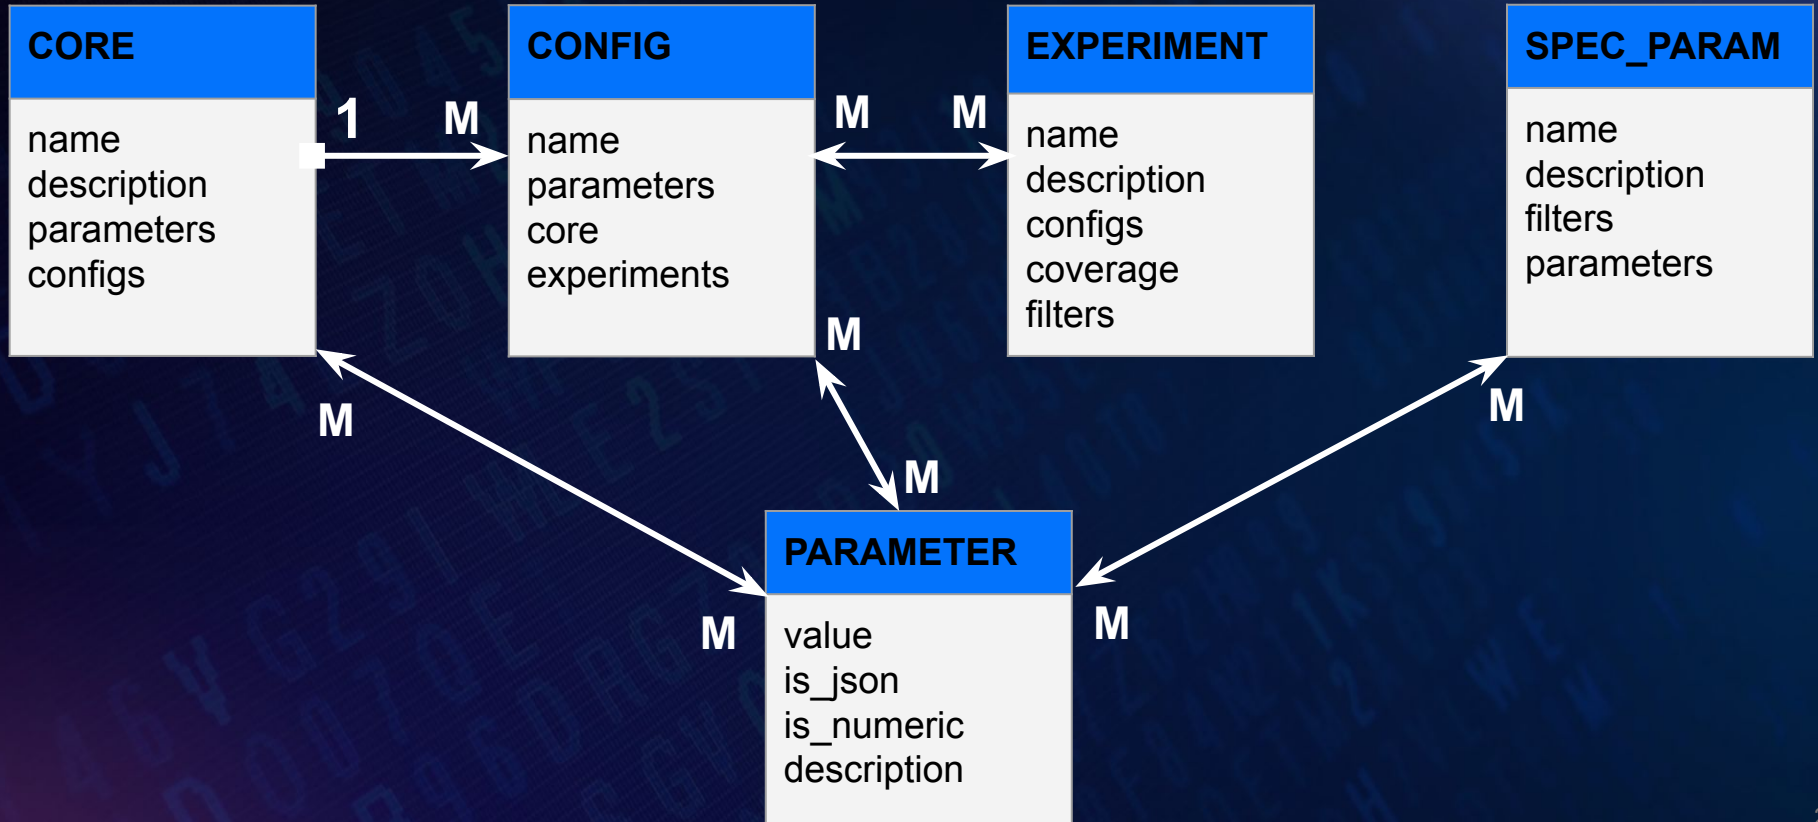 CORE
name
description
parameters
configs
1
M
CONFIG
name
parameters
core
experiments
M
M
EXPERIMENT
name
description
configs
coverage
filters
SPEC_PARAM
name
description
filters
parameters
M
M
M
M
M
M
PARAMETER
value
is_json
is_numeric
description